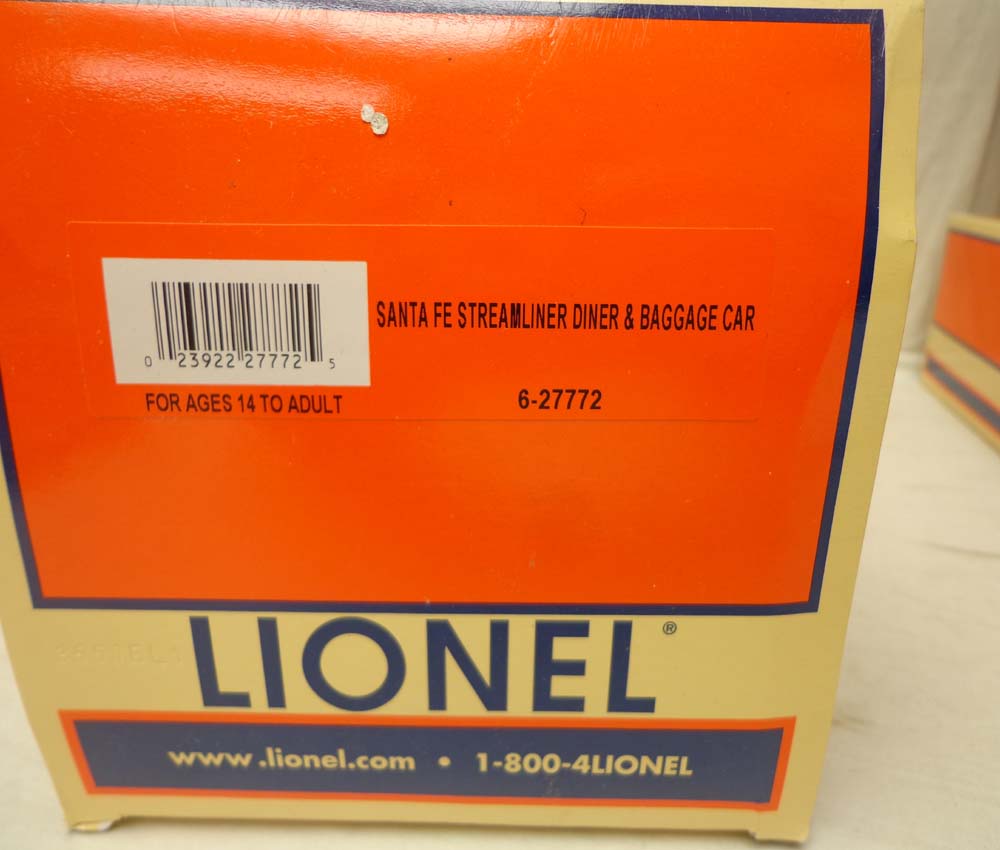 SANTA FE STREAMLINER DINER & BAGGAGE CAR
0 23922 27772 5
FOR AGES 14 TO ADULT
6-27772
LIONEL®
www.lionel.com • 1-800-4LIONEL